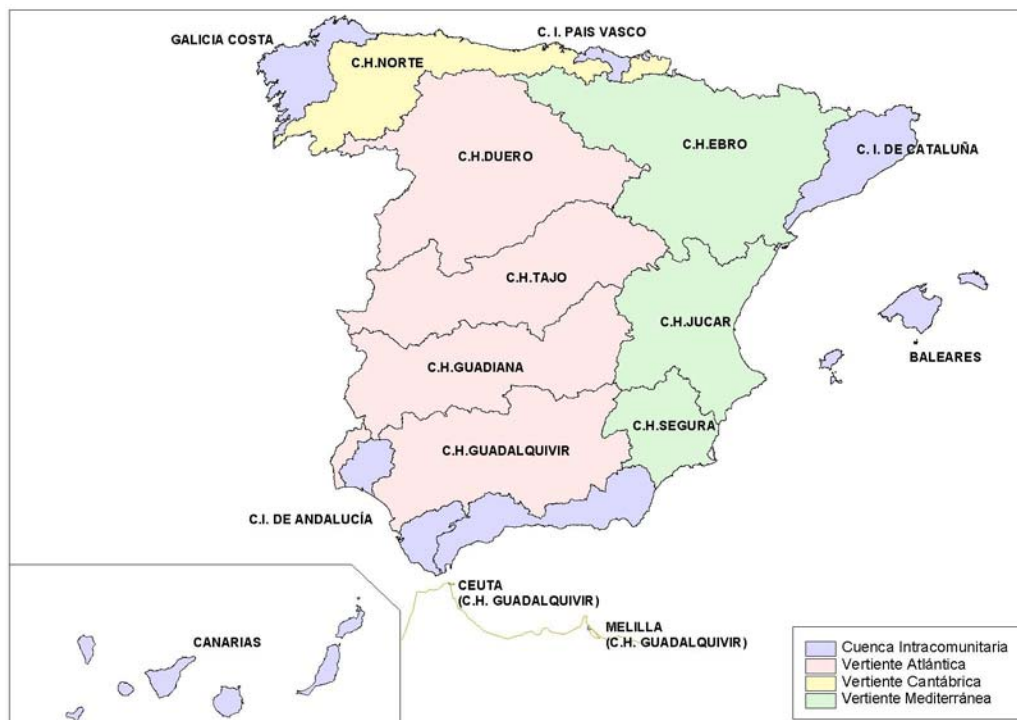 C. I. PAIS VASCO
GALICIA COSTA
C.H.NORTE
C.H.DUERO
C.H.EBRO
C. I. DE CATALUÑA
C.H.TAJO
C.H.JUCAR
BALEARES
C.H.GUADIANA
C.H.SEGURA
C.H.GUADALQUIVIR
C.I. DE ANDALUCÍA
CEUTA
(C.H. GUADALQUIVIR)
MELILLA
(C.H. GUADALQUIVIR)
CANARIAS
Cuenca Intracomunitaria
Vertiente Atlántica
Vertiente Cantábrica
Vertiente Mediterránea